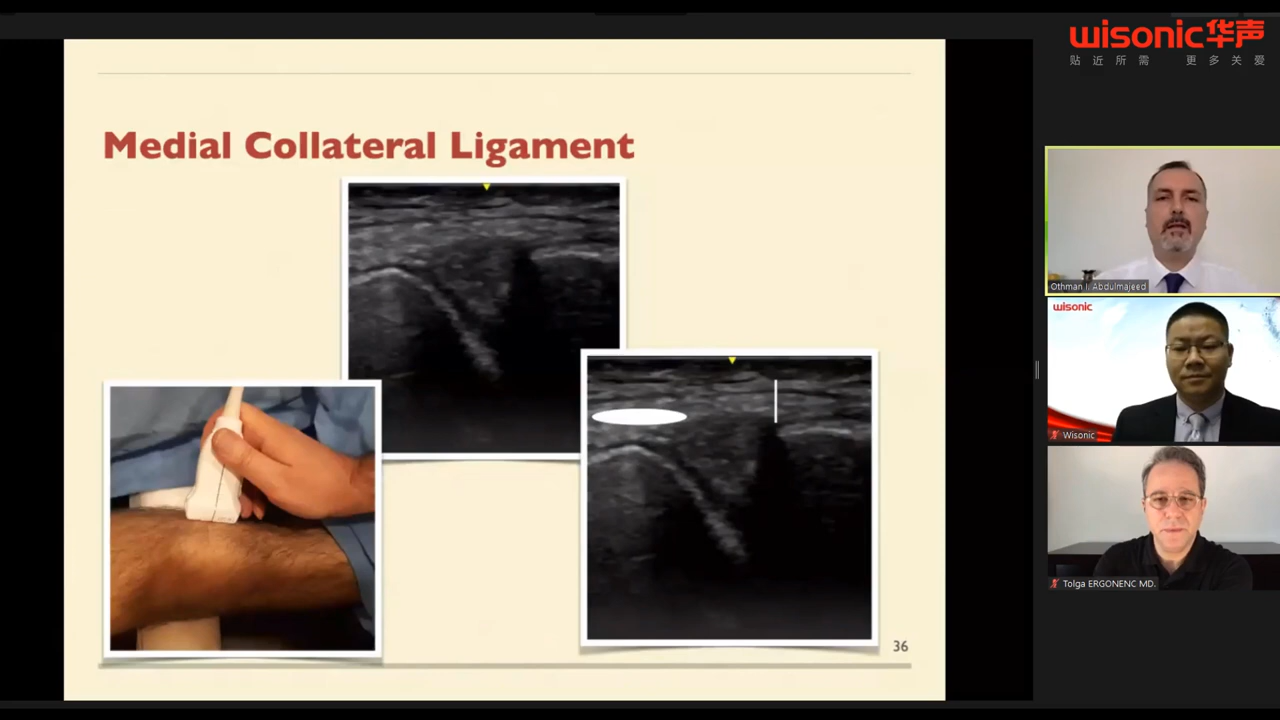 wisonic华声
贴近所需 更多关爱
Medial Collateral Ligament
36
Othman I. Abdulmajeed
wisonic
Wisonic
Tolga ERGONENC MD.